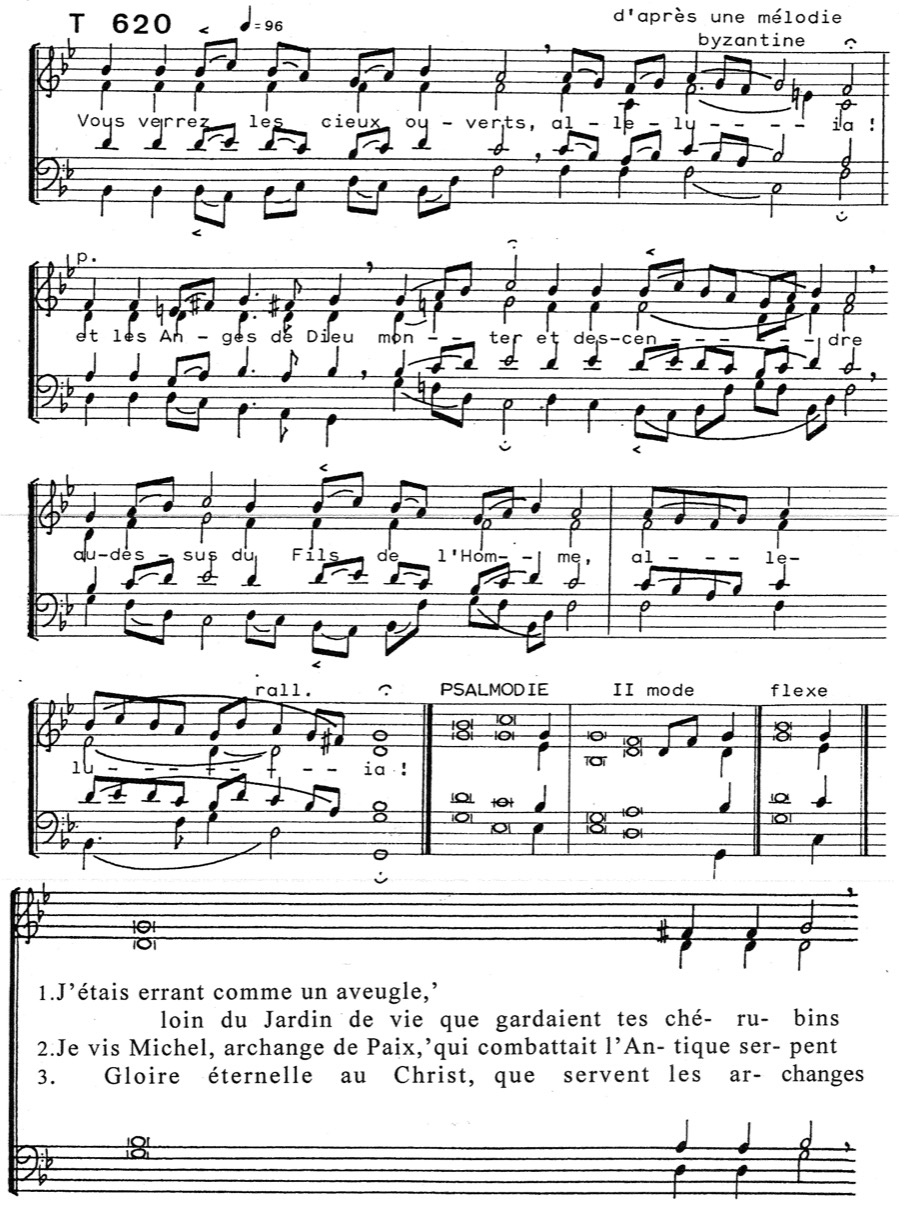 T 620 ♩=96 d'après une mélodie
byzantine
Vous verrez les cieux ou - verts, al - le - lu - - - - - ia !
p.
et les An - ges de Dieu mon - - ter et des-cen - - - - - - dre
au-des - sus du Fils de l'Hom- - me, al - - - le-
rall. PSALMODIE II mode flexe
lu - - - - - - - - ia !
1.J'étais errant comme un aveugle,'
loin du Jardin de vie que gardaient tes ché- ru- bins
2.Je vis Michel, archange de Paix,'qui combattait l'An- tique ser- pent
3. Gloire éternelle au Christ, que servent les ar- changes